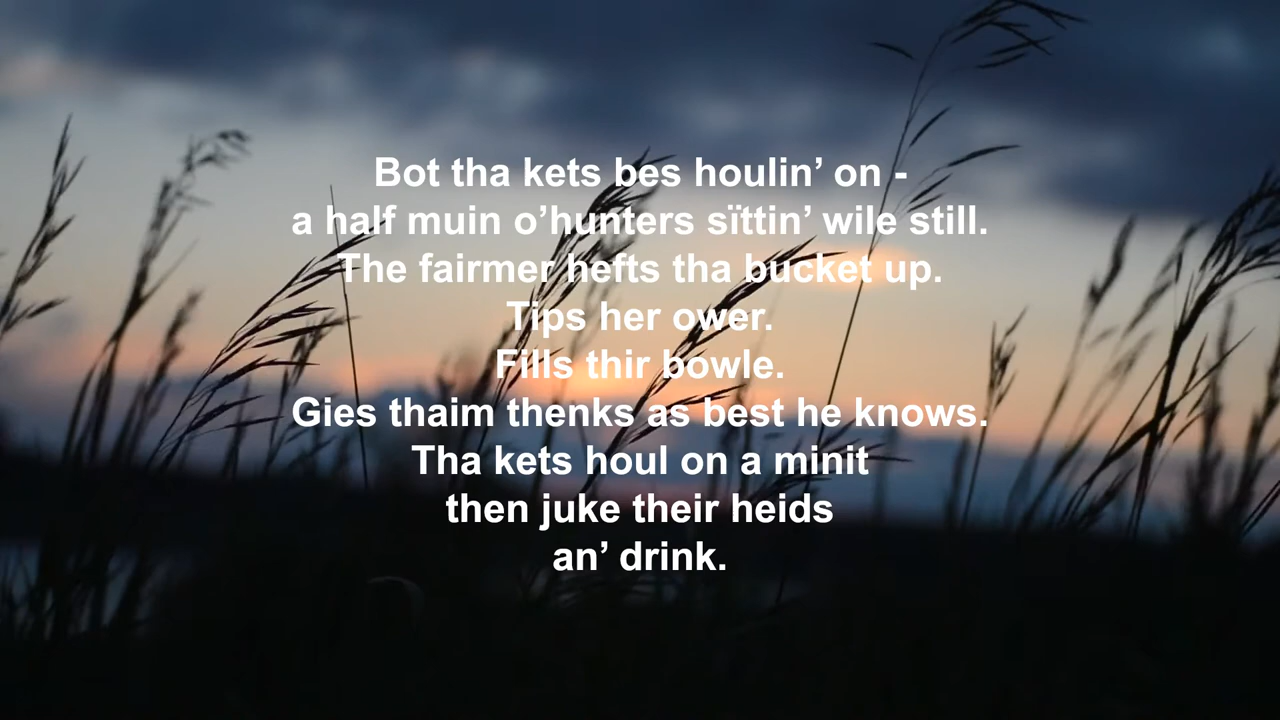 Bot tha kets bes houlin’ on -
a half muin o’hunters sïttin’ wile still.
The fairmer hefts tha bucket up.
Tips her ower.
Fills thir bowle.
Gies thaim thenks as best he knows.
Tha kets houl on a minit
then juke their heids
an’ drink.